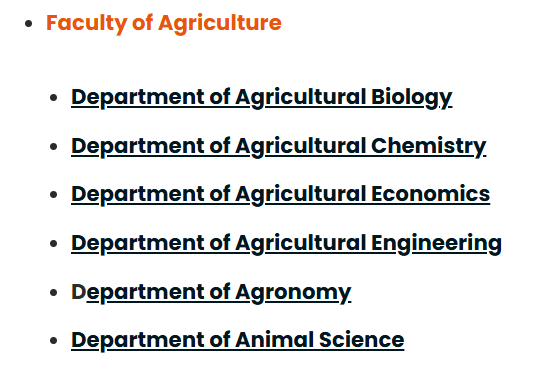 Faculty of Agriculture
Department of Agricultural Biology
Department of Agricultural Chemistry
Department of Agricultural Economics
Department of Agricultural Engineering
Department of Agronomy
Department of Animal Science